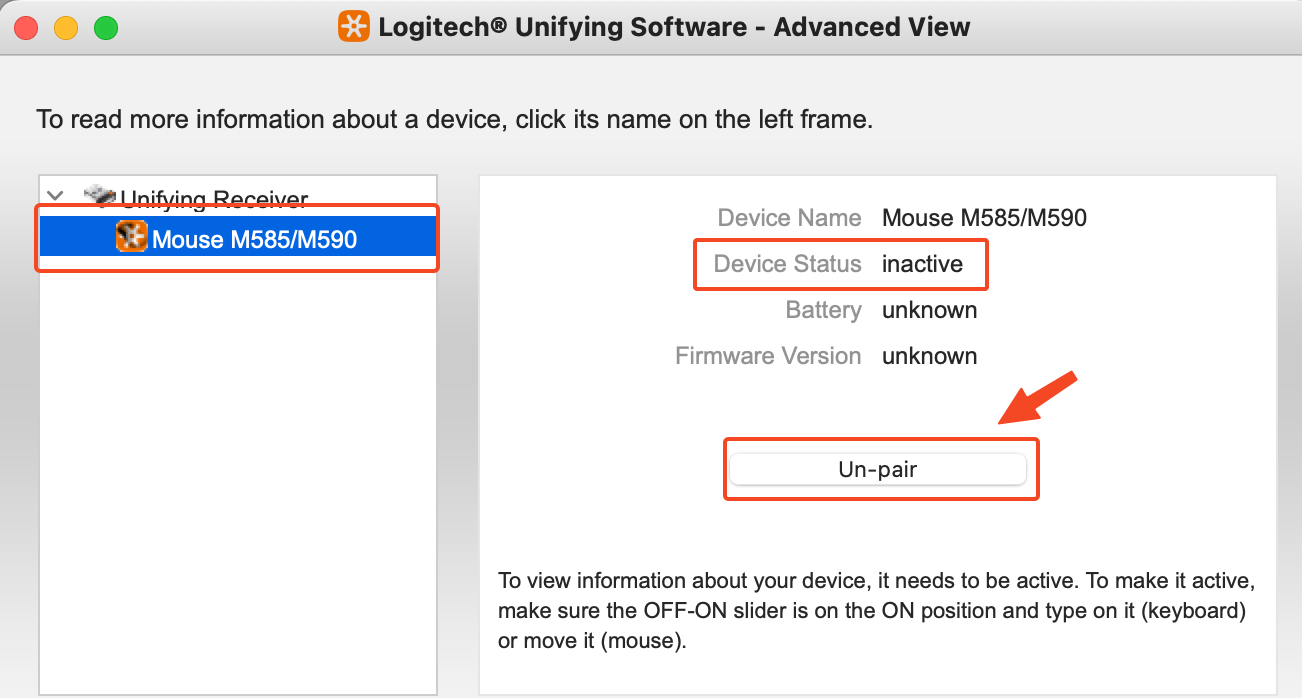 Logitech® Unifying Software - Advanced View
To read more information about a device, click its name on the left frame.
Unifying Receiver
Mouse M585/M590
Device Name Mouse M585/M590
Device Status inactive
Battery unknown
Firmware Version unknown
Un-pair
To view information about your device, it needs to be active. To make it active,
make sure the OFF-ON slider is on the ON position and type on it (keyboard)
or move it (mouse).